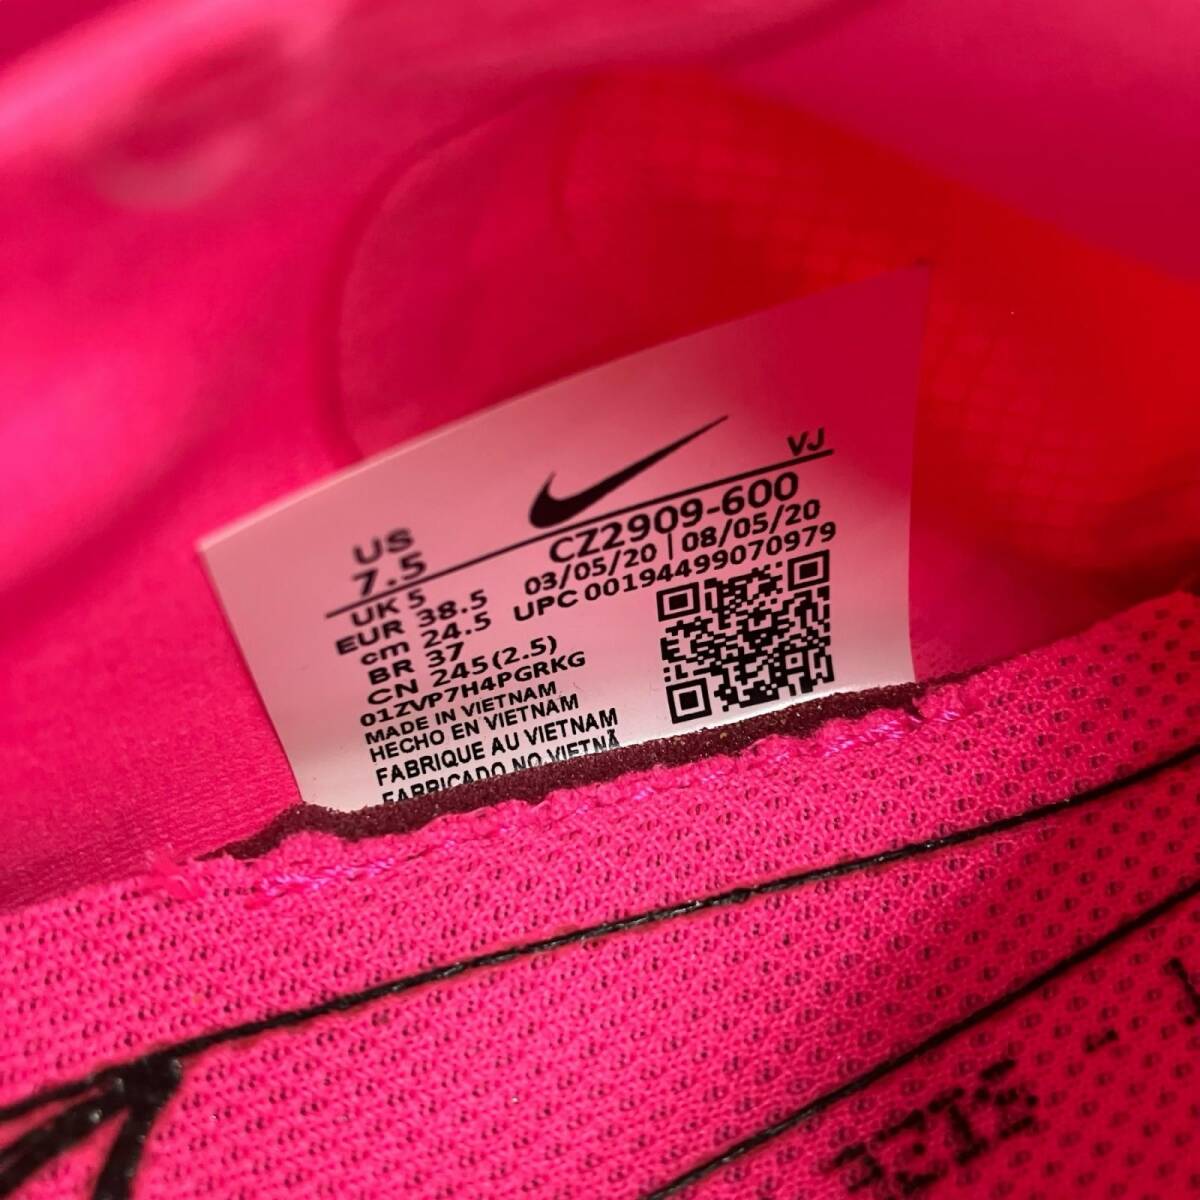 VJ
US
7.5
CZ2909-600
03/05/20 | 08/05/20
UPC 00194499070979
UK 5
EUR 38.5
cm 24.5
BR 37
CN 245(2.5)
01ZVP7H4PGRKG
MADE IN VIETNAM
HECHO EN VIETNAM
FABRIQUE AU VIETNAM
FABRICADO NO VIETNÃ